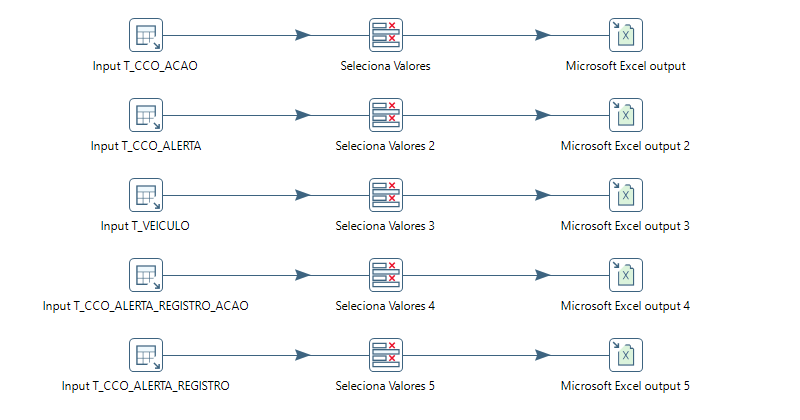 Input T_CCO_ACAO
Seleciona Valores
Microsoft Excel output
Input T_CCO_ALERTA
Seleciona Valores 2
Microsoft Excel output 2
Input T_VEICULO
Seleciona Valores 3
Microsoft Excel output 3
Input T_CCO_ALERTA_REGISTRO_ACAO
Seleciona Valores 4
Microsoft Excel output 4
Input T_CCO_ALERTA_REGISTRO
Seleciona Valores 5
Microsoft Excel output 5